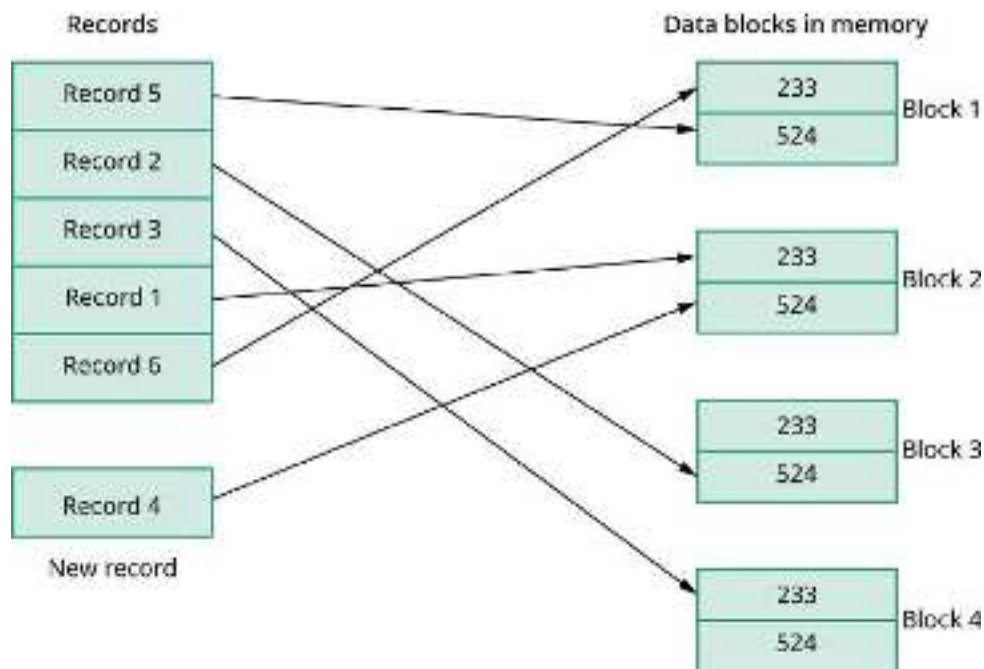 Records
Record 5
Record 2
Record 3
Record 1
Record 6
Record 4
New record
Data blocks in memory
233
524
Block 1
233
524
Block 2
233
524
Block 3
233
524
Block 4